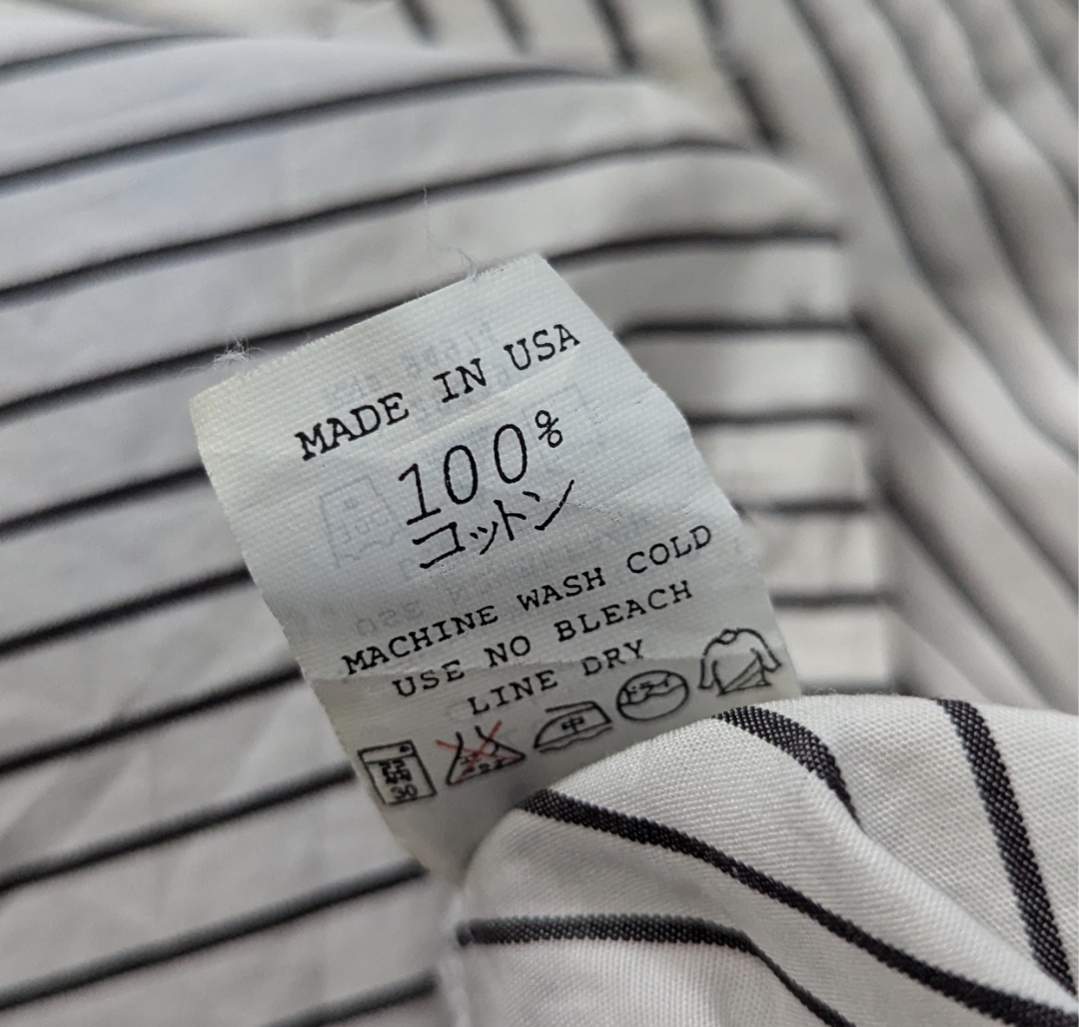 MADE IN USA
100%
コットン
MACHINE WASH COLD
USE NO BLEACH
LINE DRY
30 中 ドライ